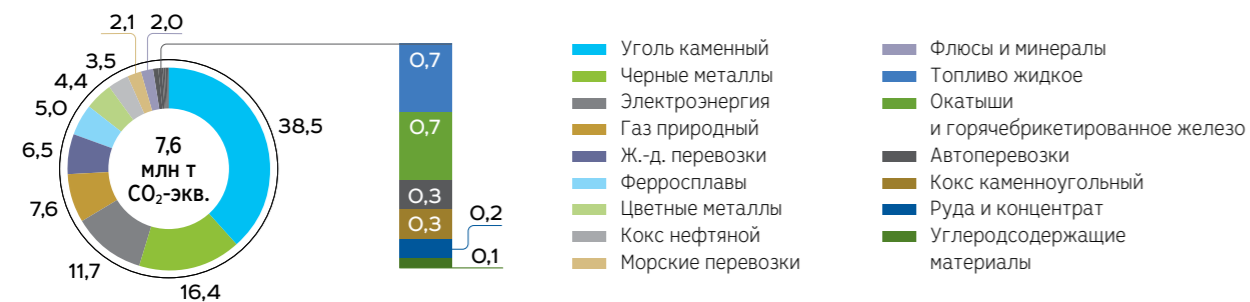 2,1
2,0
3,5
4,4
5,0
6,5
7,6
11,7
16,4
38,5
7,6
млн т
CO₂-экв.
0,7
0,7
0,3
0,3
0,2
0,1
Уголь каменный
Черные металлы
Электроэнергия
Газ природный
Ж.-д. перевозки
Ферросплавы
Цветные металлы
Кокс нефтяной
Морские перевозки
Флюсы и минералы
Топливо жидкое
Окатыши
и горячебрикетированное железо
Автоперевозки
Кокс каменноугольный
Руда и концентрат
Углеродсодержащие
материалы